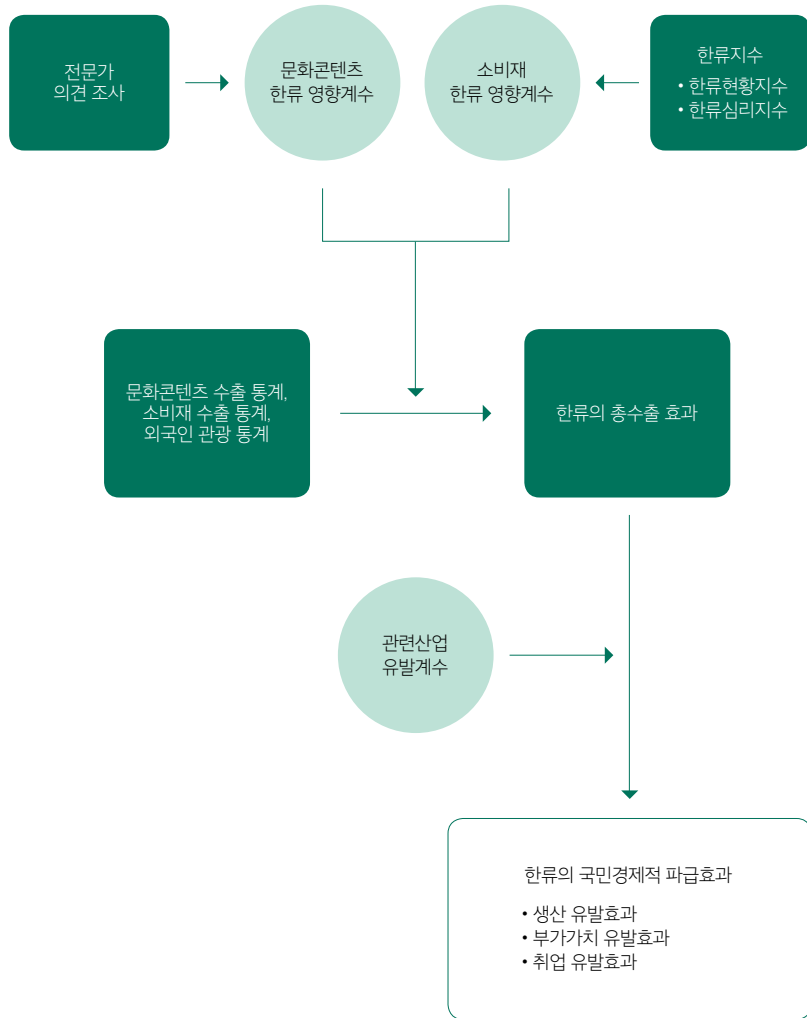 전문가
의견 조사
문화콘텐츠
한류 영향계수
소비재
한류 영향계수
한류지수
• 한류현황지수
• 한류심리지수
문화콘텐츠 수출 통계,
소비재 수출 통계,
외국인 관광 통계
한류의 총수출 효과
관련산업
유발계수
한류의 국민경제적 파급효과
• 생산 유발효과
• 부가가치 유발효과
• 취업 유발효과